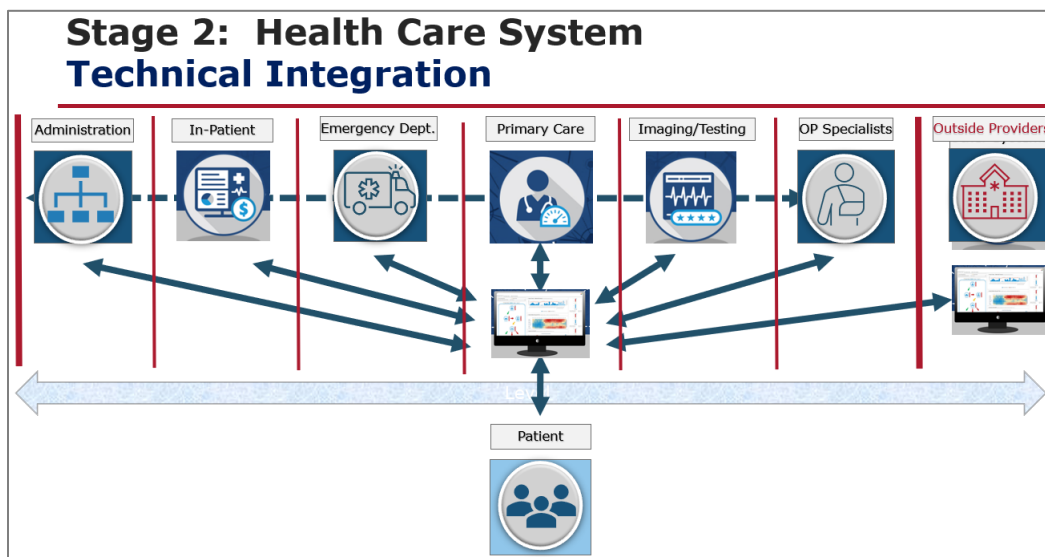 Stage 2:  Health Care System
Technical Integration
Administration
In-Patient
Emergency Dept.
Primary Care
Imaging/Testing
OP Specialists
Outside Providers
Patient